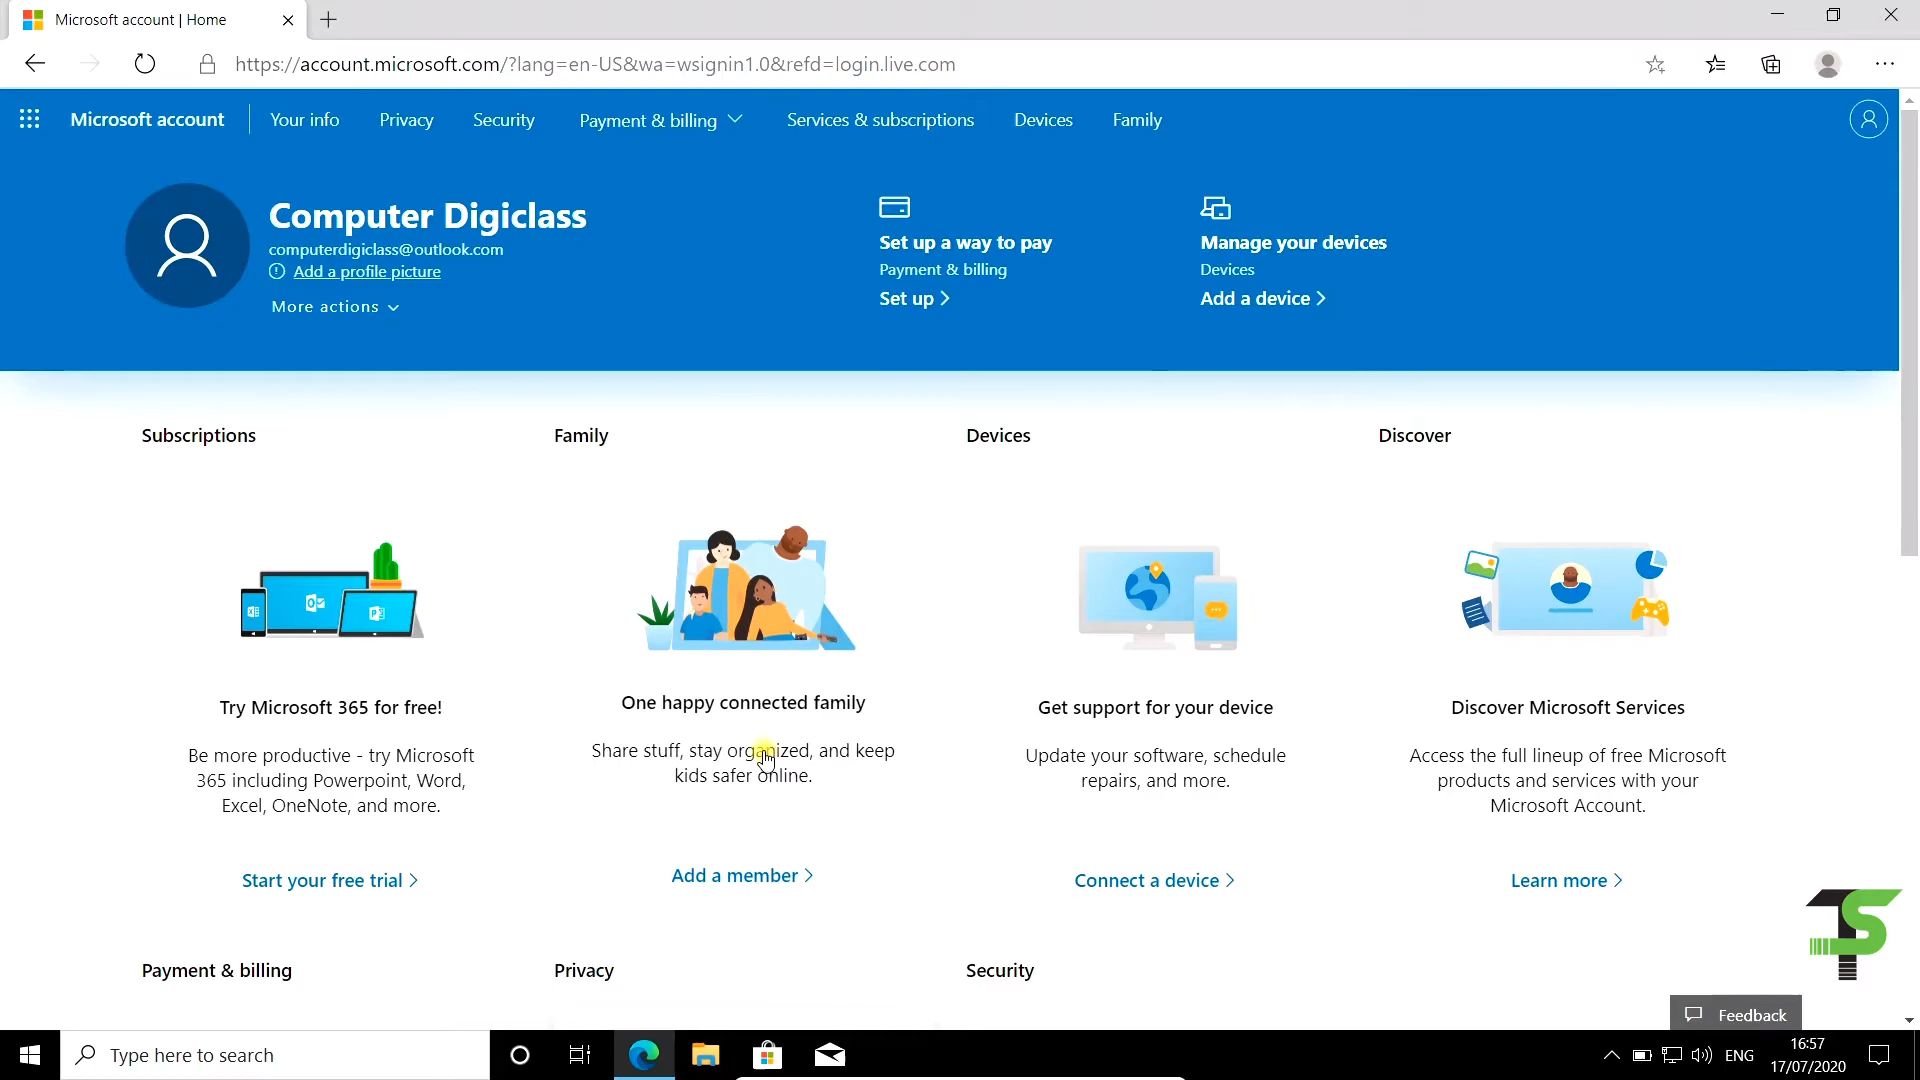 Microsoft account | Home
https://account.microsoft.com/?lang=en-US&wa=wsignin1.0&refd=login.live.com
Microsoft account
Your info
Privacy
Security
Payment & billing
Services & subscriptions
Devices
Family
Computer Digiclass
computerdigiclass@outlook.com
Add a profile picture
More actions
Set up a way to pay
Payment & billing
Set up
Manage your devices
Devices
Add a device
Subscriptions
Family
Devices
Discover
Try Microsoft 365 for free!
Be more productive - try Microsoft
365 including Powerpoint, Word,
Excel, OneNote, and more.
Start your free trial
One happy connected family
Share stuff, stay organized, and keep
kids safer online.
Add a member
Get support for your device
Update your software, schedule
repairs, and more.
Connect a device
Discover Microsoft Services
Access the full lineup of free Microsoft
products and services with your
Microsoft Account.
Learn more
Payment & billing
Privacy
Security
TS
Feedback
Type here to search
ENG
16:57
17/07/2020